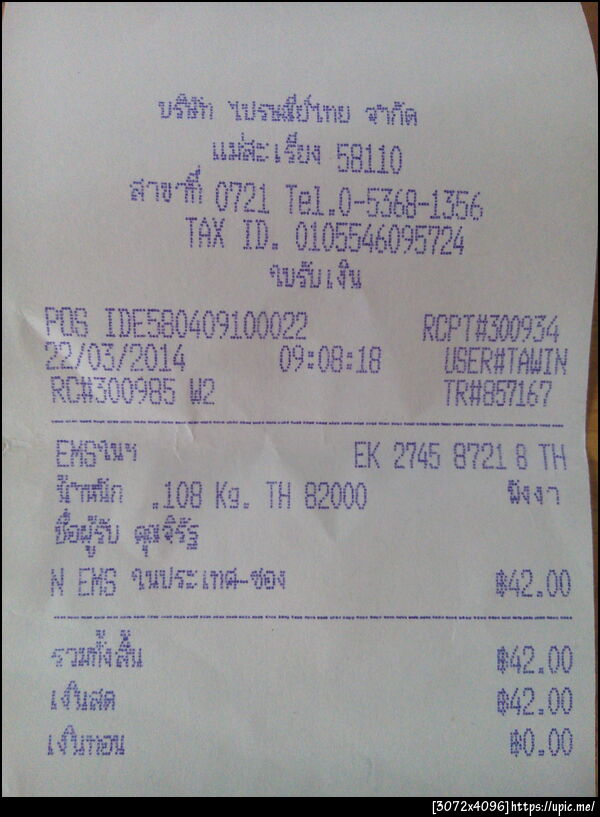 บริษัท ไปรษณีย์ไทย จำกัด
แม่สะเรียง 58110
สาขาที่ 0721 Tel.0-5368-1356
TAX ID. 0105546095724
ใบรับเงิน
POS IDE580409100022 RCPT#300934
22/03/2014 09:08:18 USER#TAWIN
RC#300985 W2 TR#857167
EMSในฯ EK 2745 8721 8 TH
น้ำหนัก .108 Kg. TH 82000 พังงา
ชื่อผู้รับ คุณจิรัฐ
N EMS ในประเทศ-ซอง ฿42.00
รวมทั้งสิ้น ฿42.00
เงินสด ฿42.00
เงินทอน ฿0.00
[3072x4096]https://upic.me/